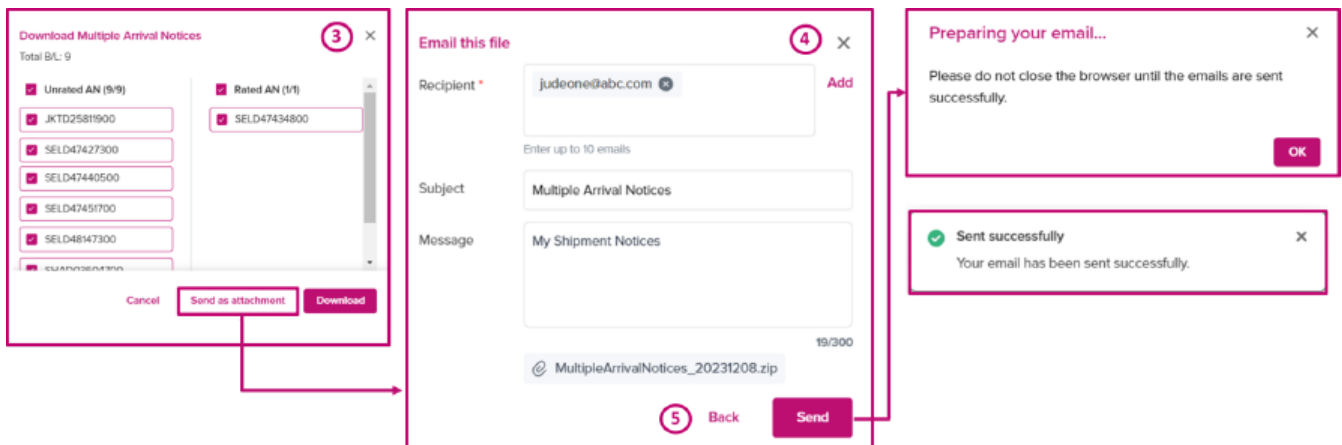 Download Multiple Arrival Notices
3
Total B/L: 9
Unrated AN (9/9)
Rated AN (1/1)
JKTD25811900
SELD47434800
SELD47427300
SELD47440500
SELD47451700
SELD48147300
Cancel
Send as attachment
Download
Email this file
4
Recipient *
judeone@abc.com
Add
Enter up to 10 emails
Subject
Multiple Arrival Notices
Message
My Shipment Notices
19/300
MultipleArrivalNotices_20231208.zip
5
Back
Send
Preparing your email...
Please do not close the browser until the emails are sent
successfully.
OK
Sent successfully
Your email has been sent successfully.